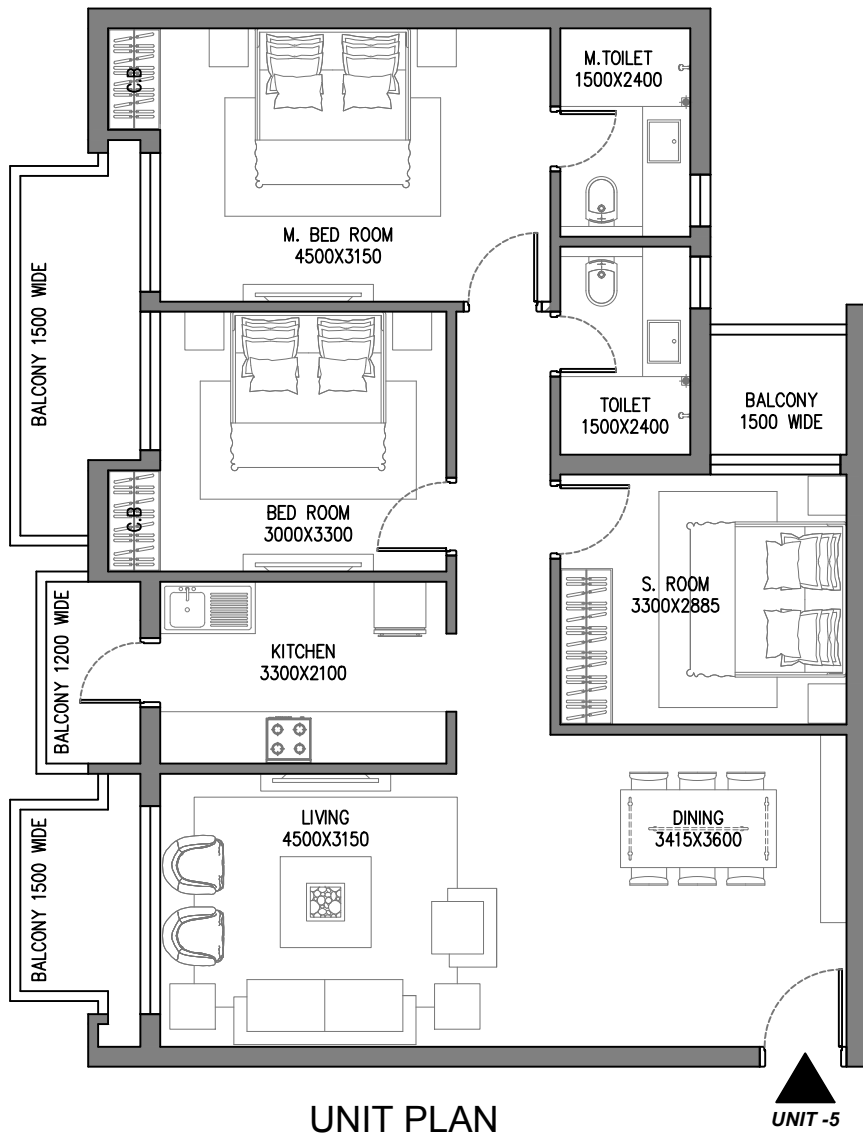 C.B
M.TOILET
1500X2400
M. BED ROOM
4500X3150
BALCONY 1500 WIDE
TOILET
1500X2400
BALCONY
1500 WIDE
C.B
BED ROOM
3000X3300
S. ROOM
3300X2885
BALCONY 1200 WIDE
KITCHEN
3300X2100
LIVING
4500X3150
DINING
3415X3600
BALCONY 1500 WIDE
UNIT PLAN
UNIT -5